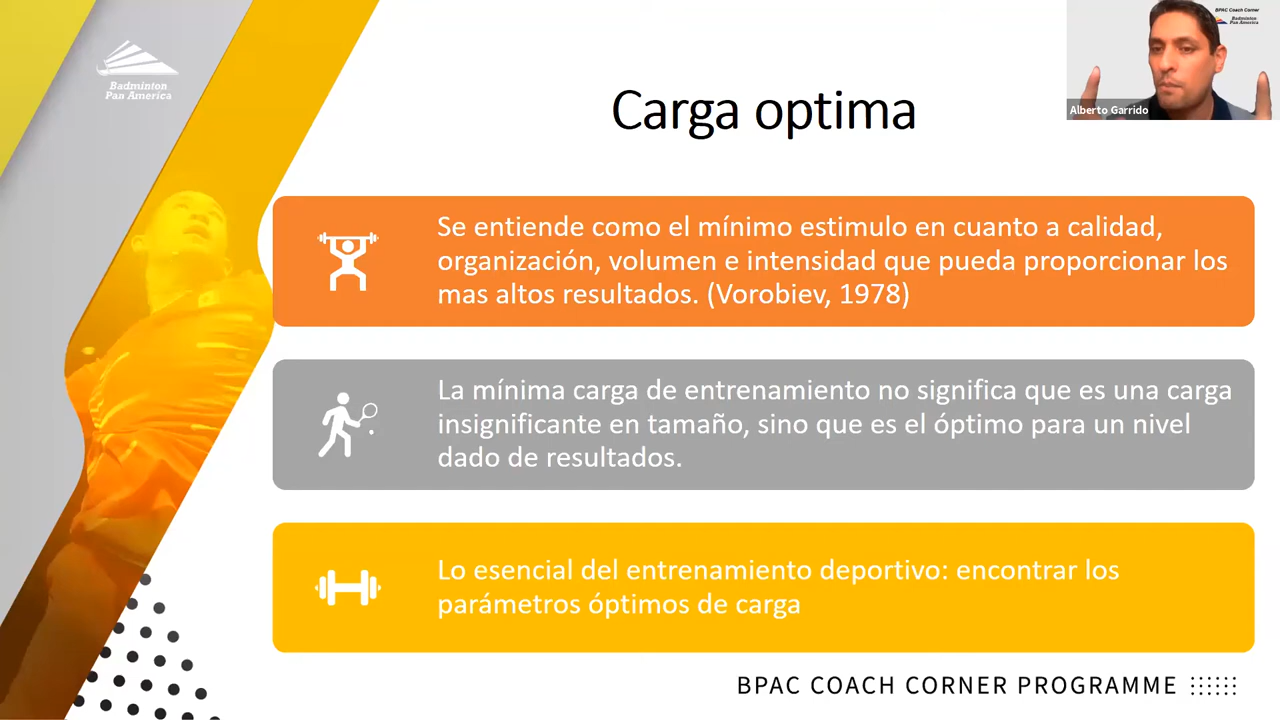 Badminton
Pan America
Carga optima
BPAC Coach Corner
Badminton
Pan America
Alberto Garrido
Se entiende como el mínimo estimulo en cuanto a calidad,
organización, volumen e intensidad que pueda proporcionar los
mas altos resultados. (Vorobiev, 1978)
La mínima carga de entrenamiento no significa que es una carga
insignificante en tamaño, sino que es el óptimo para un nivel
dado de resultados.
Lo esencial del entrenamiento deportivo: encontrar los
parámetros óptimos de carga
BPAC COACH CORNER PROGRAMME